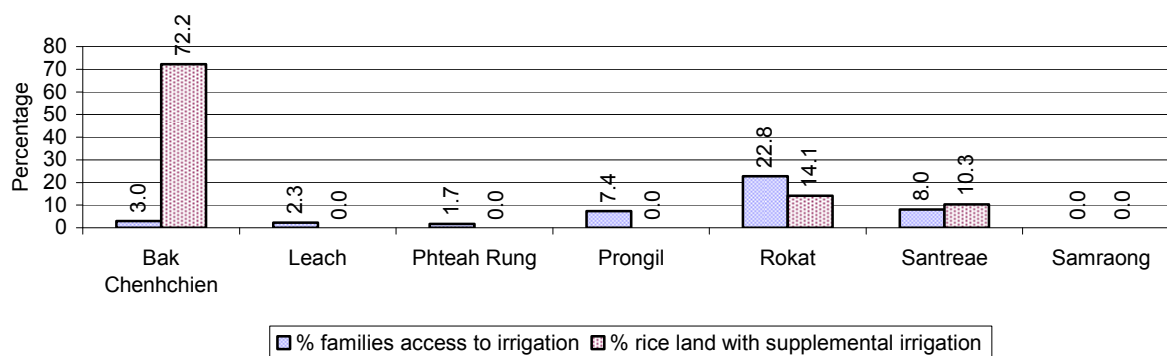 Percentage
80
70
60
50
40
30
20
10
0
3.0
72.2
2.3
0.0
1.7
0.0
7.4
0.0
22.8
14.1
8.0
10.3
0.0
0.0
Bak
Chenhchien
Leach
Phteah Rung
Prongil
Rokat
Santreae
Samraong
% families access to irrigation
% rice land with supplemental irrigation